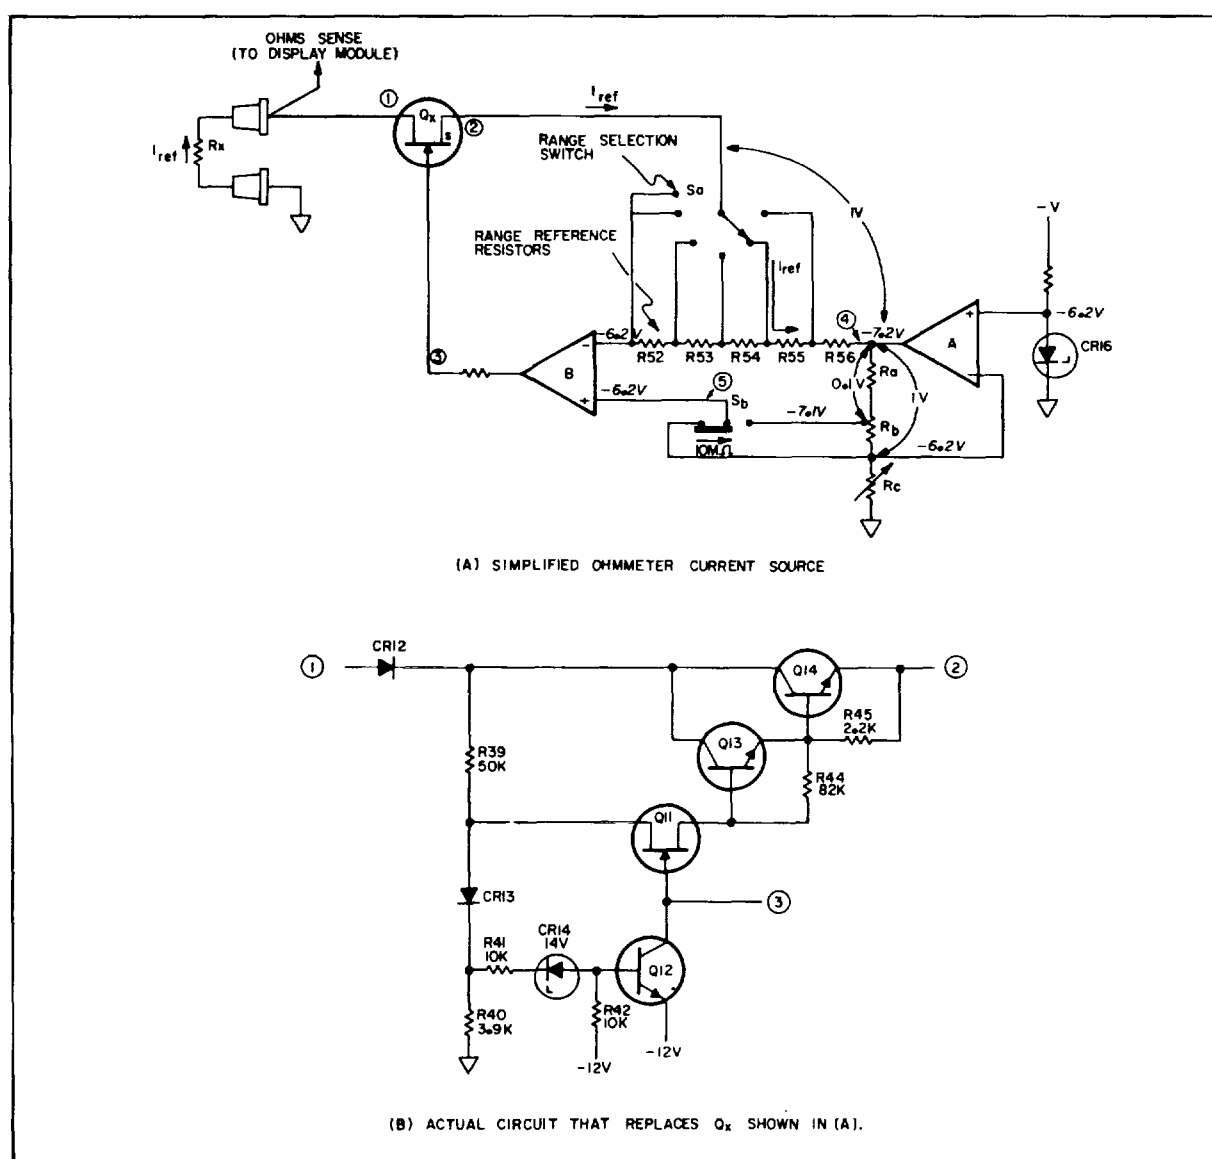 OHMS SENSE
(TO DISPLAY MODULE)
①
Qx
S
②
Iref
Iref
Rx
RANGE SELECTION
SWITCH
Sa
1V
-V
RANGE REFERENCE
RESISTORS
Iref
-6.2V
④
-7.2V
A
+
-
-6.2V
CR16
③
B
-
+
R52
R53
R54
R55
R56
Ra
0.1V
1V
-6.2V
⑤
Sb
-7.1V
Rb
10MΩ
-6.2V
Rc
(A) SIMPLIFIED OHMMETER CURRENT SOURCE
CR12
①
Q14
②
R45
2.2K
Q13
R39
50K
R44
82K
Q11
CR13
③
CR14
14V
R41
10K
Q12
R40
3.9K
R42
10K
-12V
-12V
(B) ACTUAL CIRCUIT THAT REPLACES Qx SHOWN IN (A).